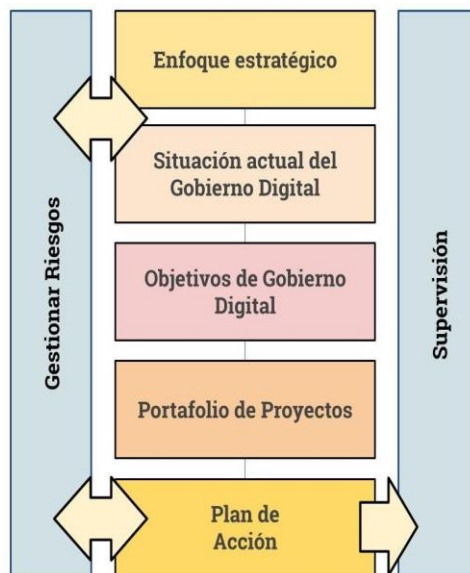 Enfoque estratégico
Situación actual del
Gobierno Digital
Objetivos de Gobierno
Digital
Portafolio de Proyectos
Plan de
Acción
Gestionar Riesgos
Supervisión